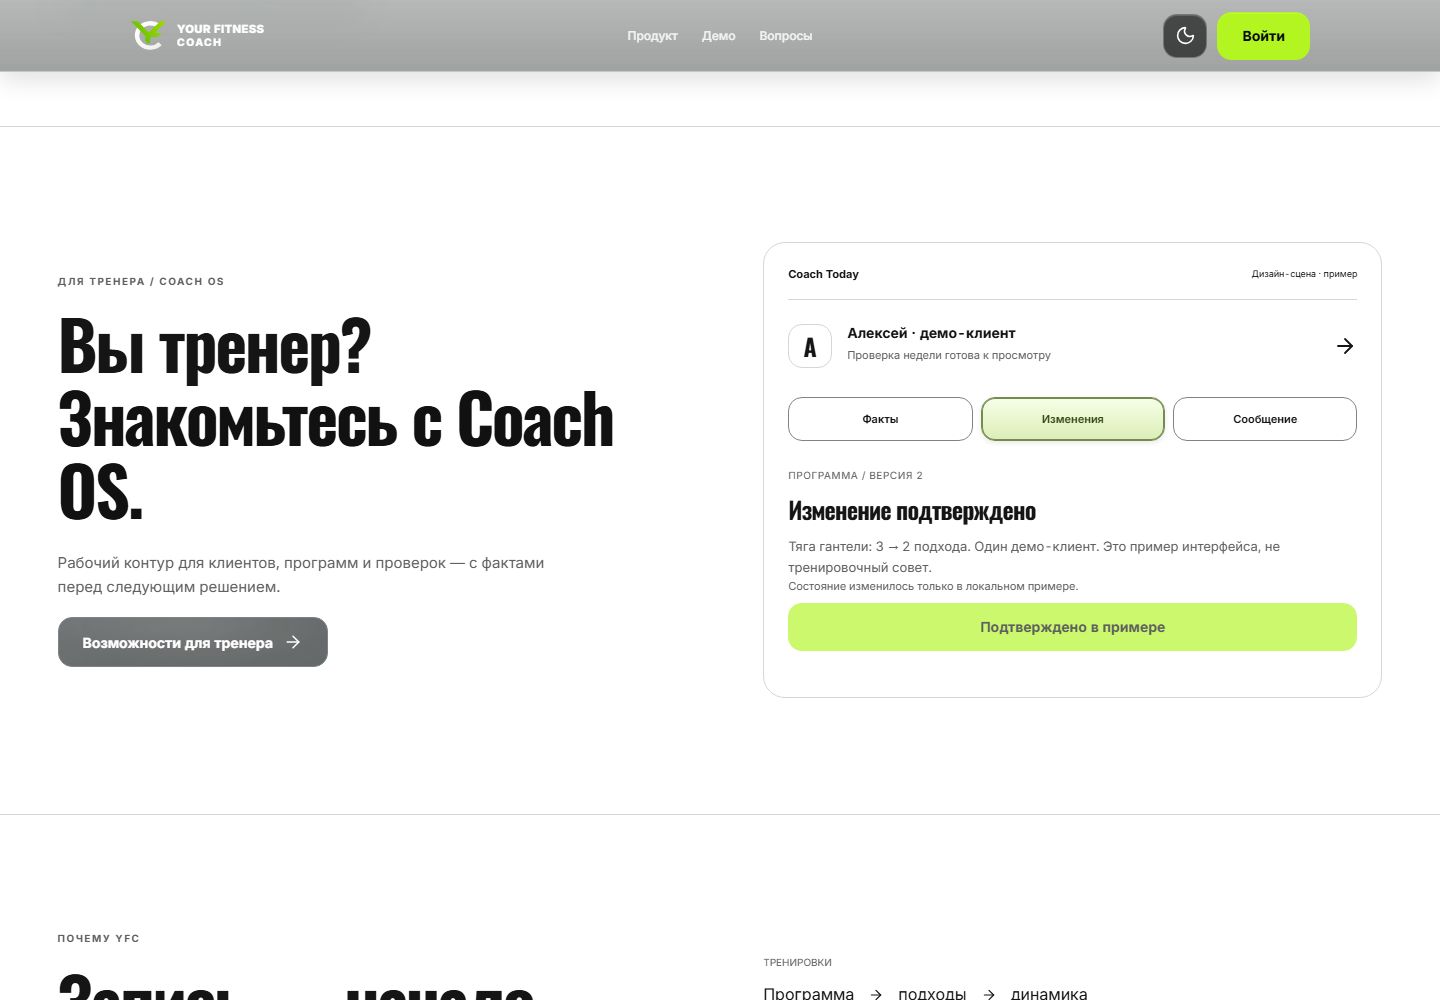 YOUR FITNESS
COACH
Продукт
Демо
Вопросы
Войти
ДЛЯ ТРЕНЕРА / COACH OS
Вы тренер?
Знакомьтесь с Coach
OS.
Рабочий контур для клиентов, программ и проверок — с фактами
перед следующим решением.
Возможности для тренера →
Coach Today
Дизайн-сцена · пример
А
Алексей · демо-клиент
Проверка недели готова к просмотру
→
Факты
Изменения
Сообщение
ПРОГРАММА / ВЕРСИЯ 2
Изменение подтверждено
Тяга гантели: 3 → 2 подхода. Один демо-клиент. Это пример интерфейса, не
тренировочный совет.
Состояние изменилось только в локальном примере.
Подтверждено в примере
ПОЧЕМУ YFC
ТРЕНИРОВКИ
Программа → подходы → динамика